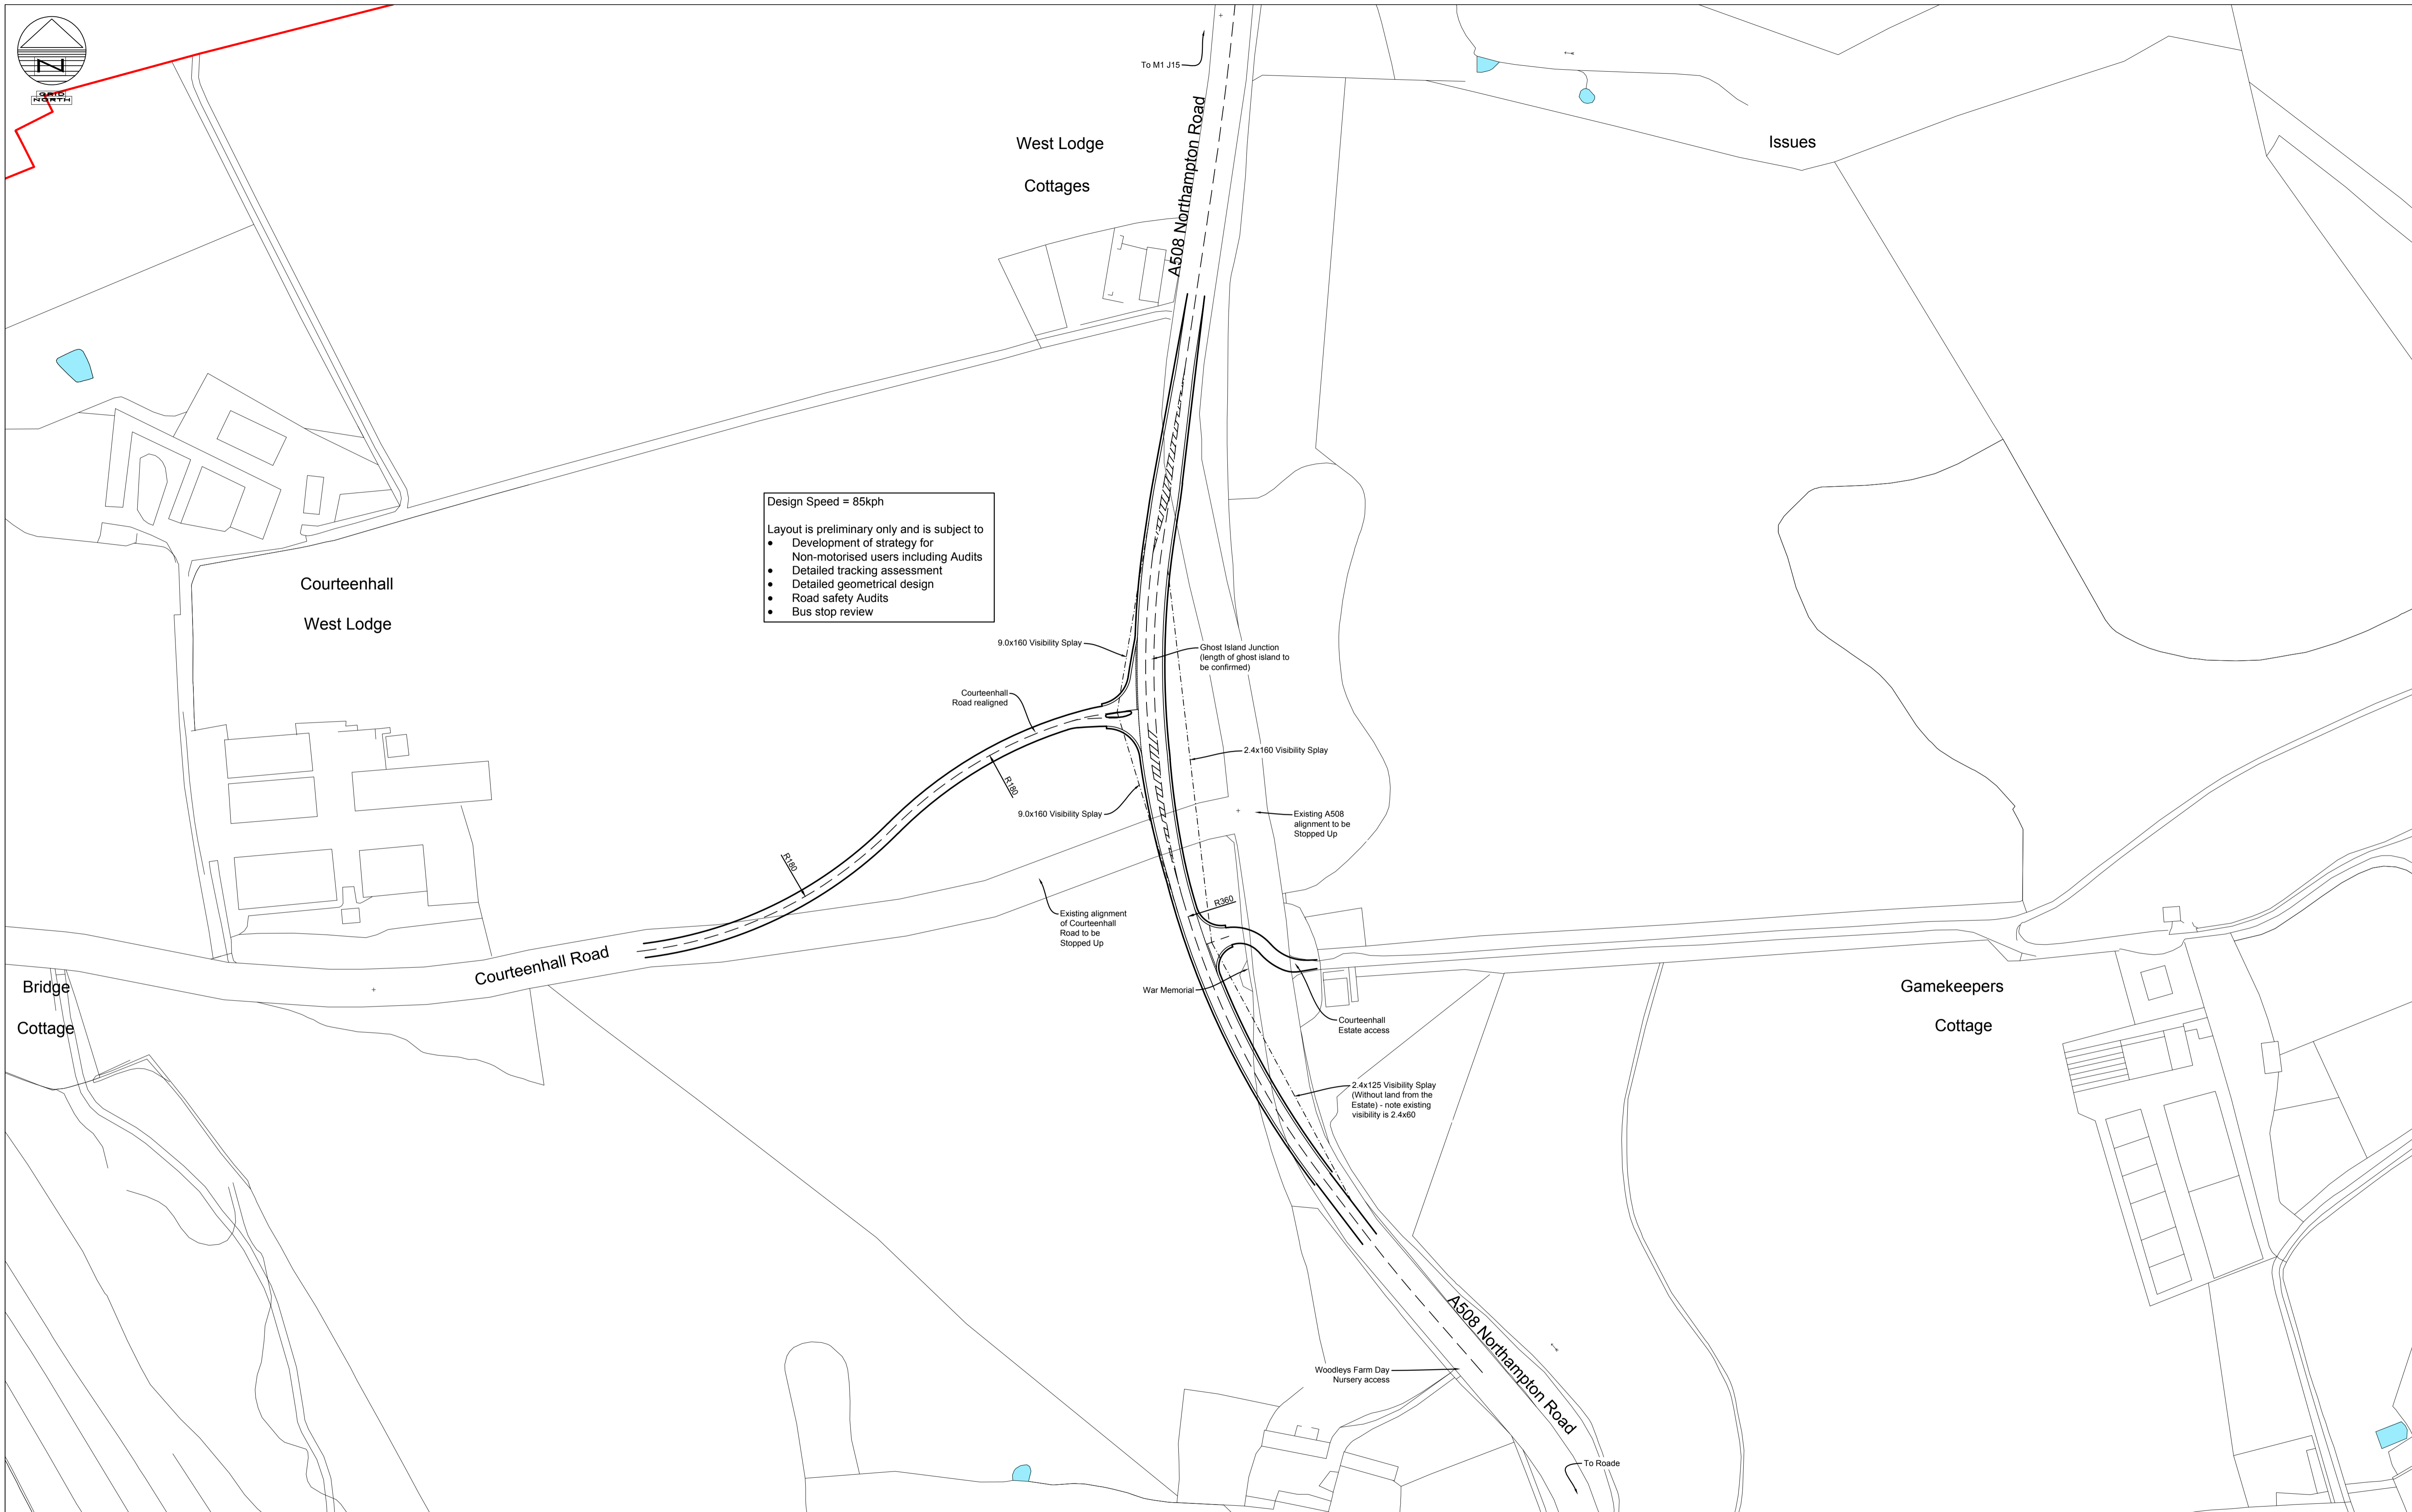 N
GRID
NORTH
To M1 J15
A508 Northampton Road
West Lodge
Cottages
Issues
Design Speed = 85kph
Layout is preliminary only and is subject to
● Development of strategy for
Non-motorised users including Audits
● Detailed tracking assessment
● Detailed geometrical design
● Road safety Audits
● Bus stop review
Courteenhall
West Lodge
9.0x160 Visibility Splay
Ghost Island Junction
(length of ghost island to
be confirmed)
Courteenhall
Road realigned
2.4x160 Visibility Splay
R180
9.0x160 Visibility Splay
Existing A508
alignment to be
Stopped Up
R180
R360
Existing alignment
of Courteenhall
Road to be
Stopped Up
Courteenhall Road
Bridge
Cottage
War Memorial
Gamekeepers
Cottage
Courteenhall
Estate access
2.4x125 Visibility Splay
(Without land from the
Estate) - note existing
visibility is 2.4x60
A508 Northampton Road
Woodleys Farm Day
Nursery access
To Roade